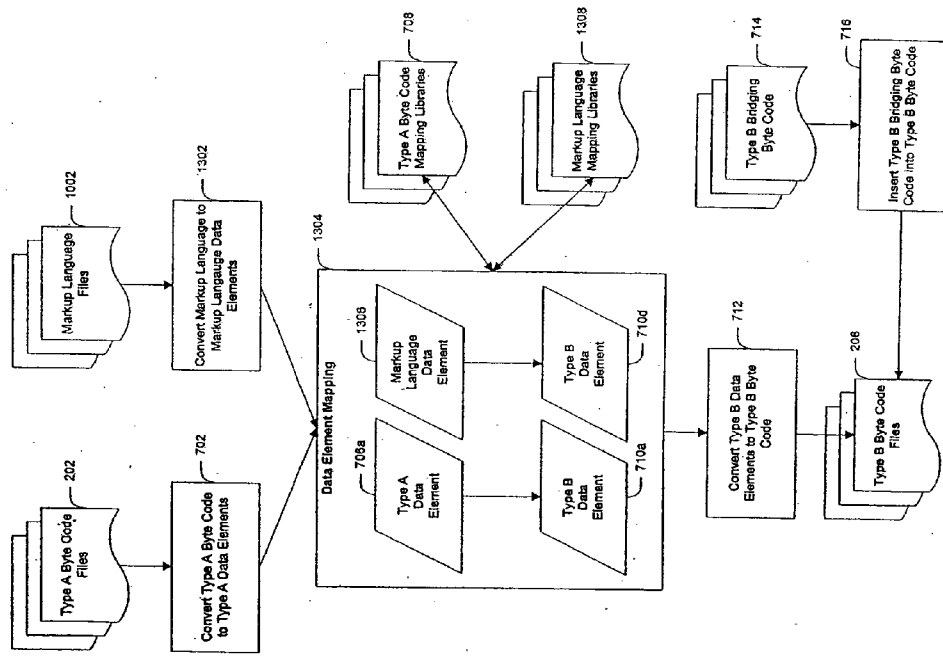 202
Type A Byte Code
Files
702
Convert Type A Byte Code
to Type A Data Elements
1002
Markup Language
Files
1302
Convert Markup Language to
Markup Langauge Data
Elements
1304
Data Element Mapping
706a
Type A
Data
Element
1306
Markup
Language
Data
Element
710a
Type B
Data
Element
710d
Type B
Data
Element
708
Type A Byte Code
Mapping Libraries
1308
Markup Language
Mapping Libraries
712
Convert Type B Data
Elements to Type B Byte
Code
714
Type B Bridging
Byte Code
716
Insert Type B Bridging Byte
Code into Type B Byte Code
206
Type B Byte Code
Files